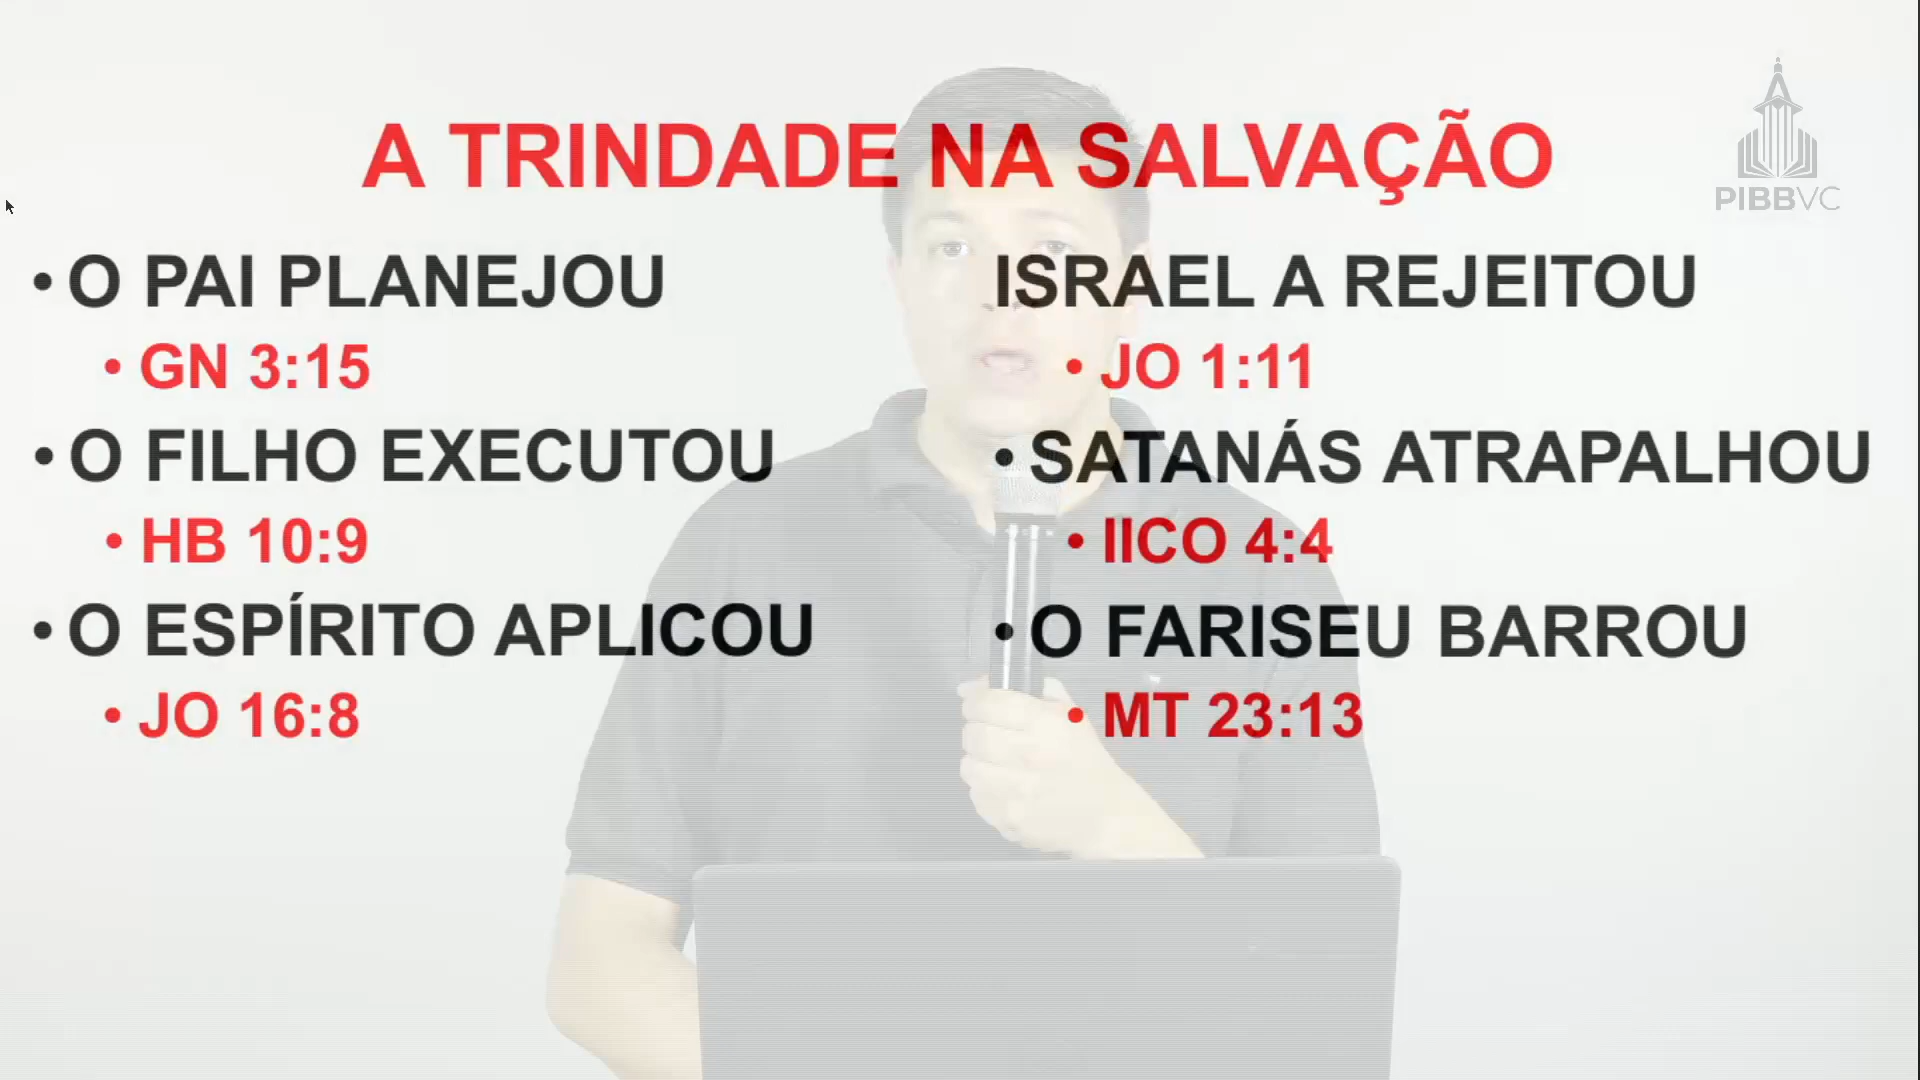 A TRINDADE NA SALVAÇÃO
PIBBVC
• O PAI PLANEJOU
• GN 3:15
• O FILHO EXECUTOU
• HB 10:9
• O ESPÍRITO APLICOU
• JO 16:8
ISRAEL A REJEITOU
• JO 1:11
• SATANÁS ATRAPALHOU
• IICO 4:4
• O FARISEU BARROU
• MT 23:13